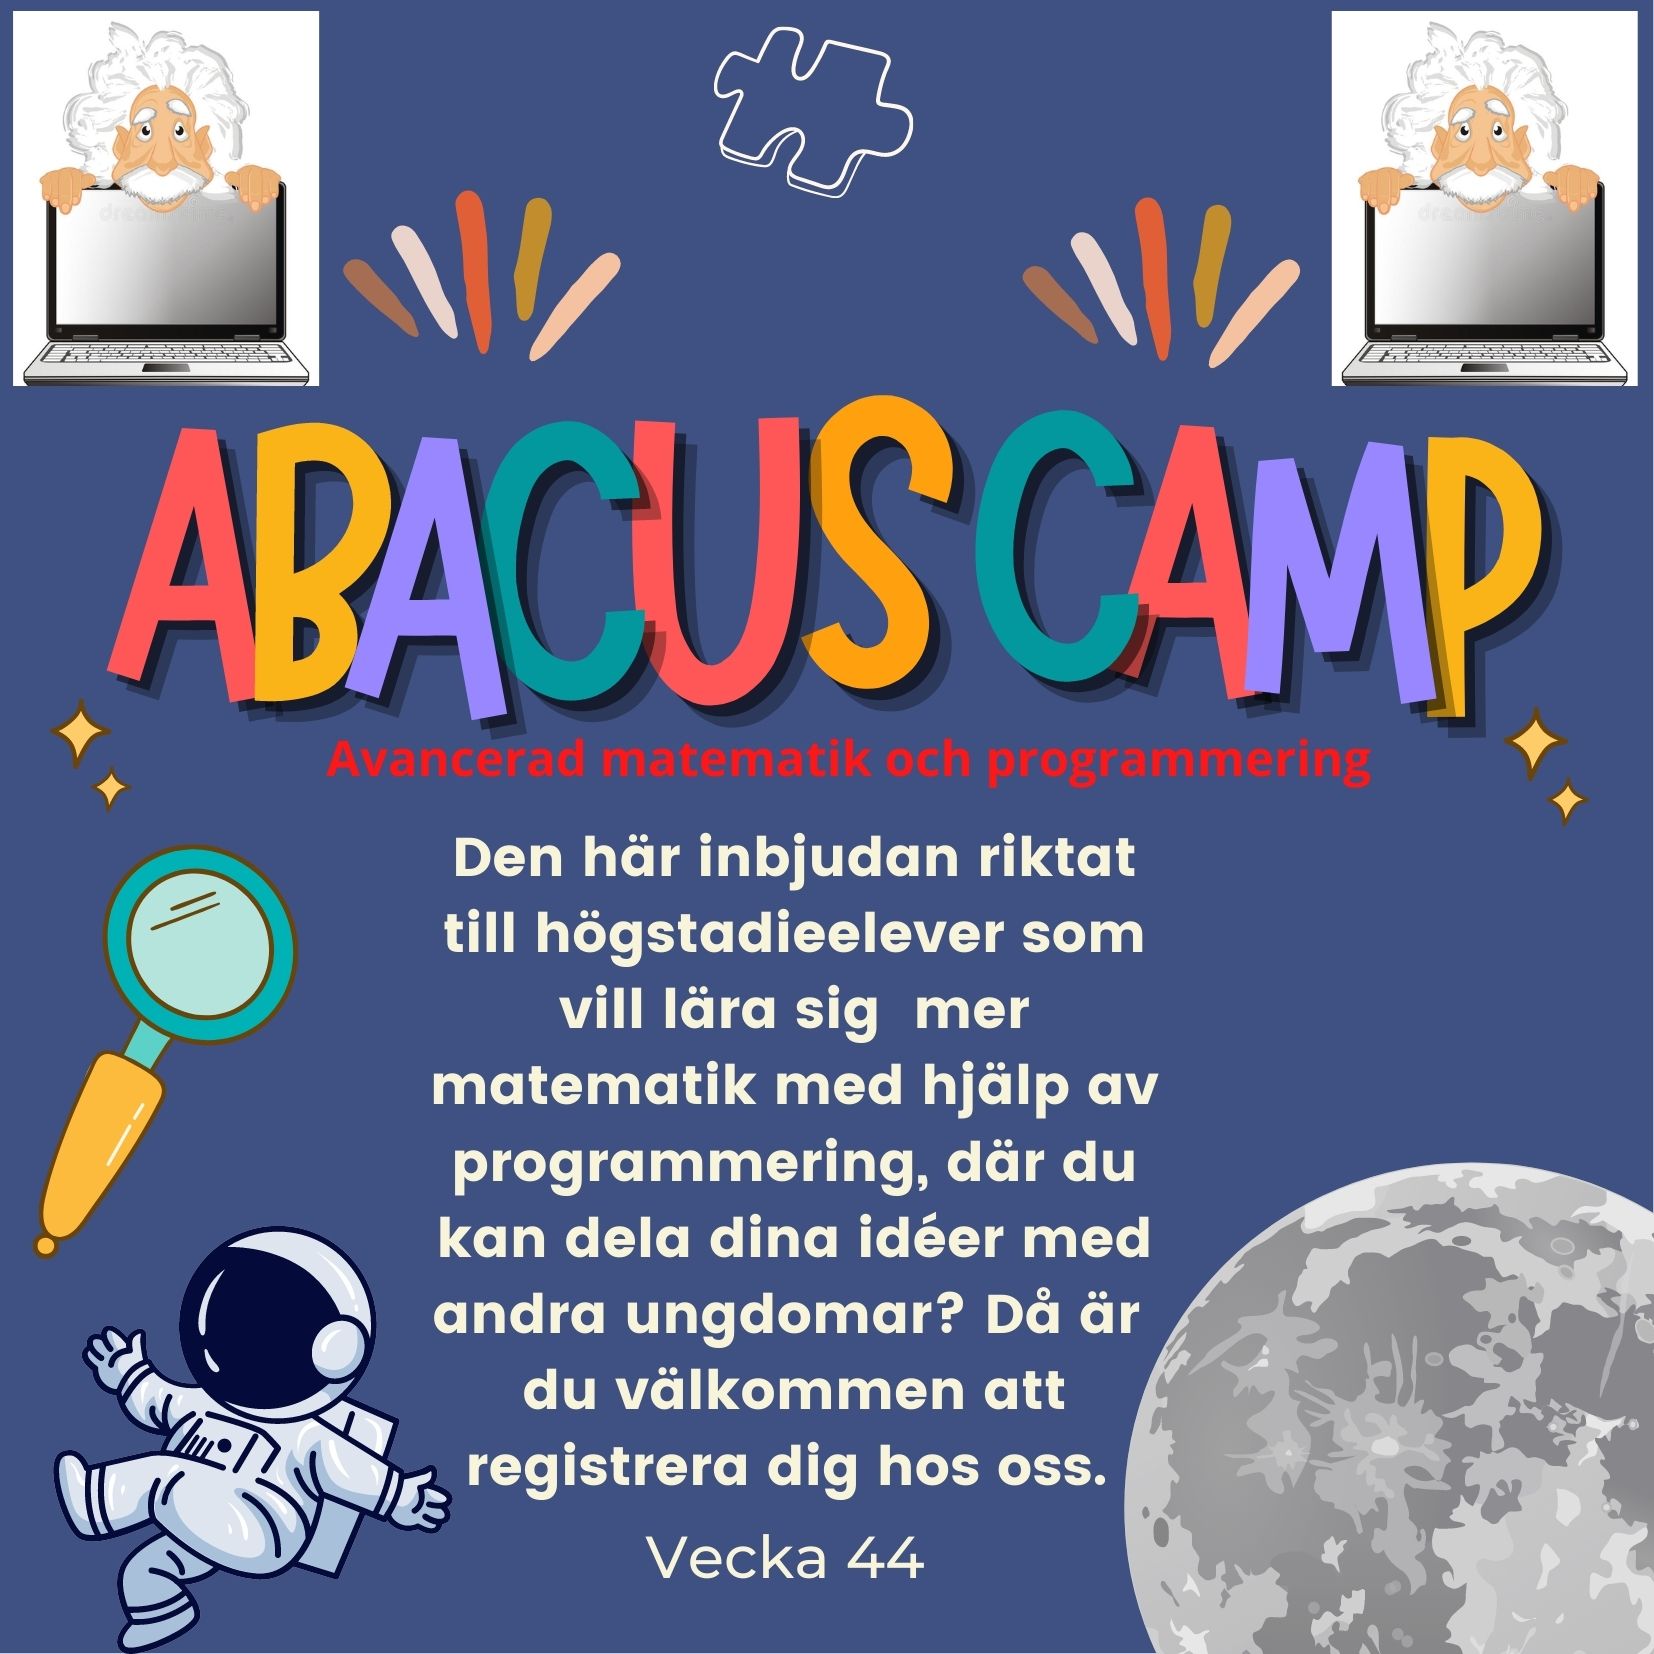 ABACUS CAMP
Avancerad matematik och programmering
Den här inbjudan riktat
till högstadieelever som
vill lära sig  mer
matematik med hjälp av
programmering, där du
kan dela dina idéer med
andra ungdomar? Då är
du välkommen att
registrera dig hos oss.
Vecka 44